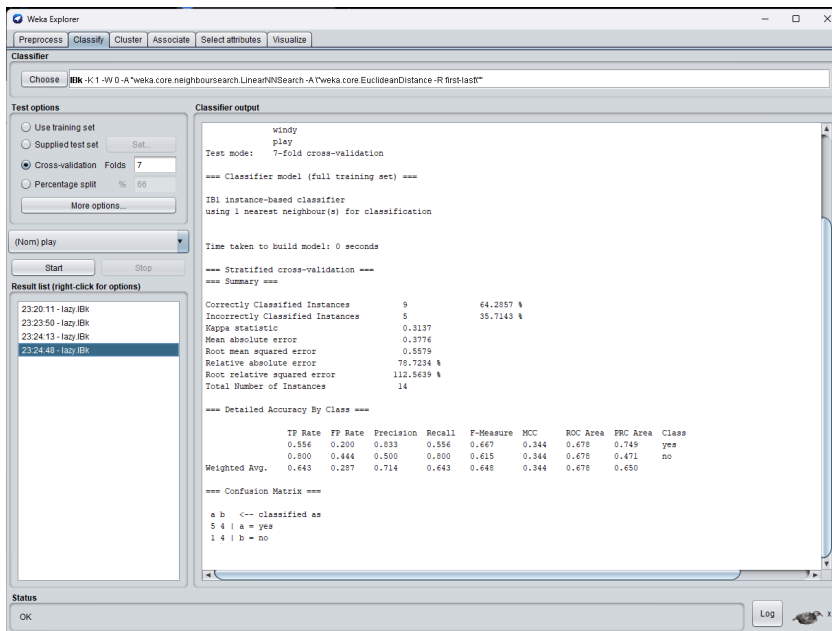 Weka Explorer
Preprocess Classify Cluster Associate Select attributes Visualize
Classifier
Choose IBk -K 1 -W 0 -A "weka.core.neighboursearch.LinearNNSearch -A \"weka.core.EuclideanDistance -R first-last\""
Test options
Use training set
Supplied test set Set...
Cross-validation Folds 7
Percentage split % 66
More options...
(Nom) play
Start Stop
Result list (right-click for options)
23:20:11 - lazy.IBk
23:23:50 - lazy.IBk
23:24:13 - lazy.IBk
23:24:48 - lazy.IBk
Classifier output
windy
play
Test mode: 7-fold cross-validation
=== Classifier model (full training set) ===
IB1 instance-based classifier
using 1 nearest neighbour(s) for classification
Time taken to build model: 0 seconds
=== Stratified cross-validation ===
=== Summary ===
Correctly Classified Instances 9 64.2857 %
Incorrectly Classified Instances 5 35.7143 %
Kappa statistic 0.3137
Mean absolute error 0.3776
Root mean squared error 0.5579
Relative absolute error 78.7234 %
Root relative squared error 112.5639 %
Total Number of Instances 14
=== Detailed Accuracy By Class ===
TP Rate FP Rate Precision Recall F-Measure MCC ROC Area PRC Area Class
0.556 0.200 0.833 0.556 0.667 0.344 0.678 0.749 yes
0.800 0.444 0.500 0.800 0.615 0.344 0.678 0.471 no
Weighted Avg. 0.643 0.287 0.714 0.643 0.648 0.344 0.678 0.650
=== Confusion Matrix ===
a b <-- classified as
5 4 | a = yes
1 4 | b = no
Status
OK
Log
x